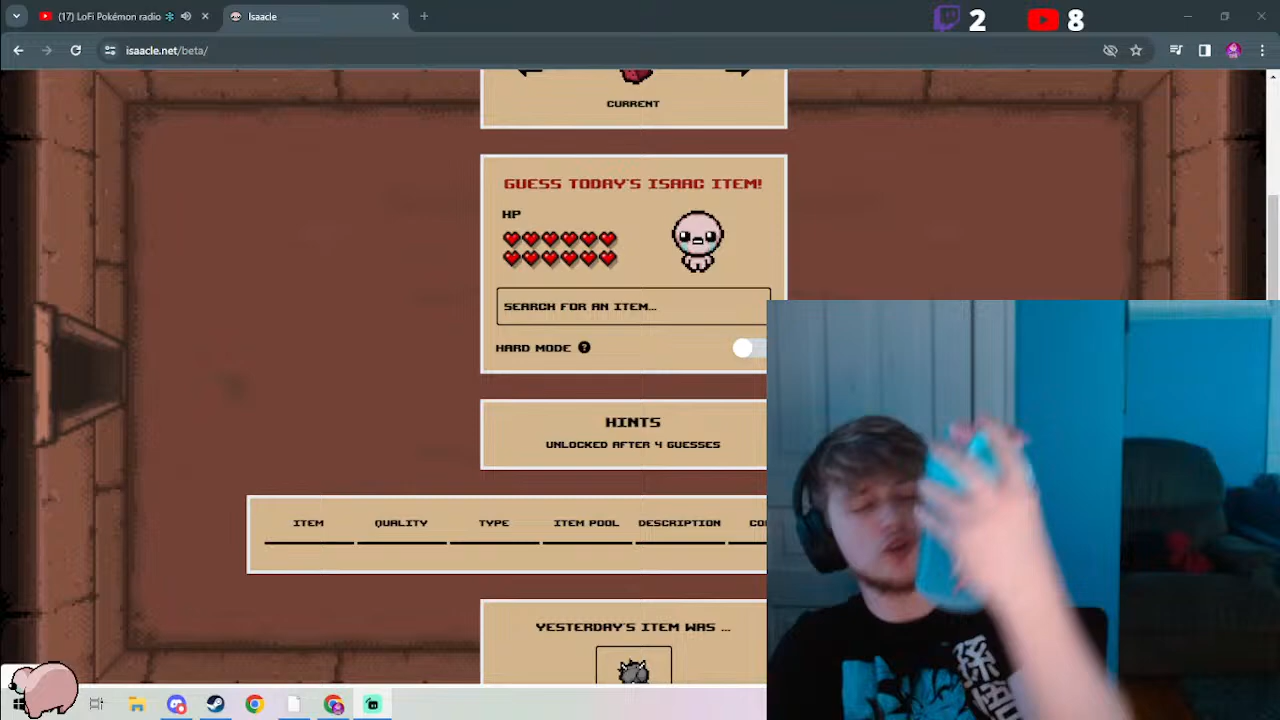 (17) LoFi Pokémon radio
Isaacle
2
8
isaacle.net/beta/
CURRENT
GUESS TODAY'S ISAAC ITEM!
HP
SEARCH FOR AN ITEM...
HARD MODE ?
HINTS
UNLOCKED AFTER 4 GUESSES
ITEM QUALITY TYPE ITEM POOL DESCRIPTION
YESTERDAY'S ITEM WAS ...